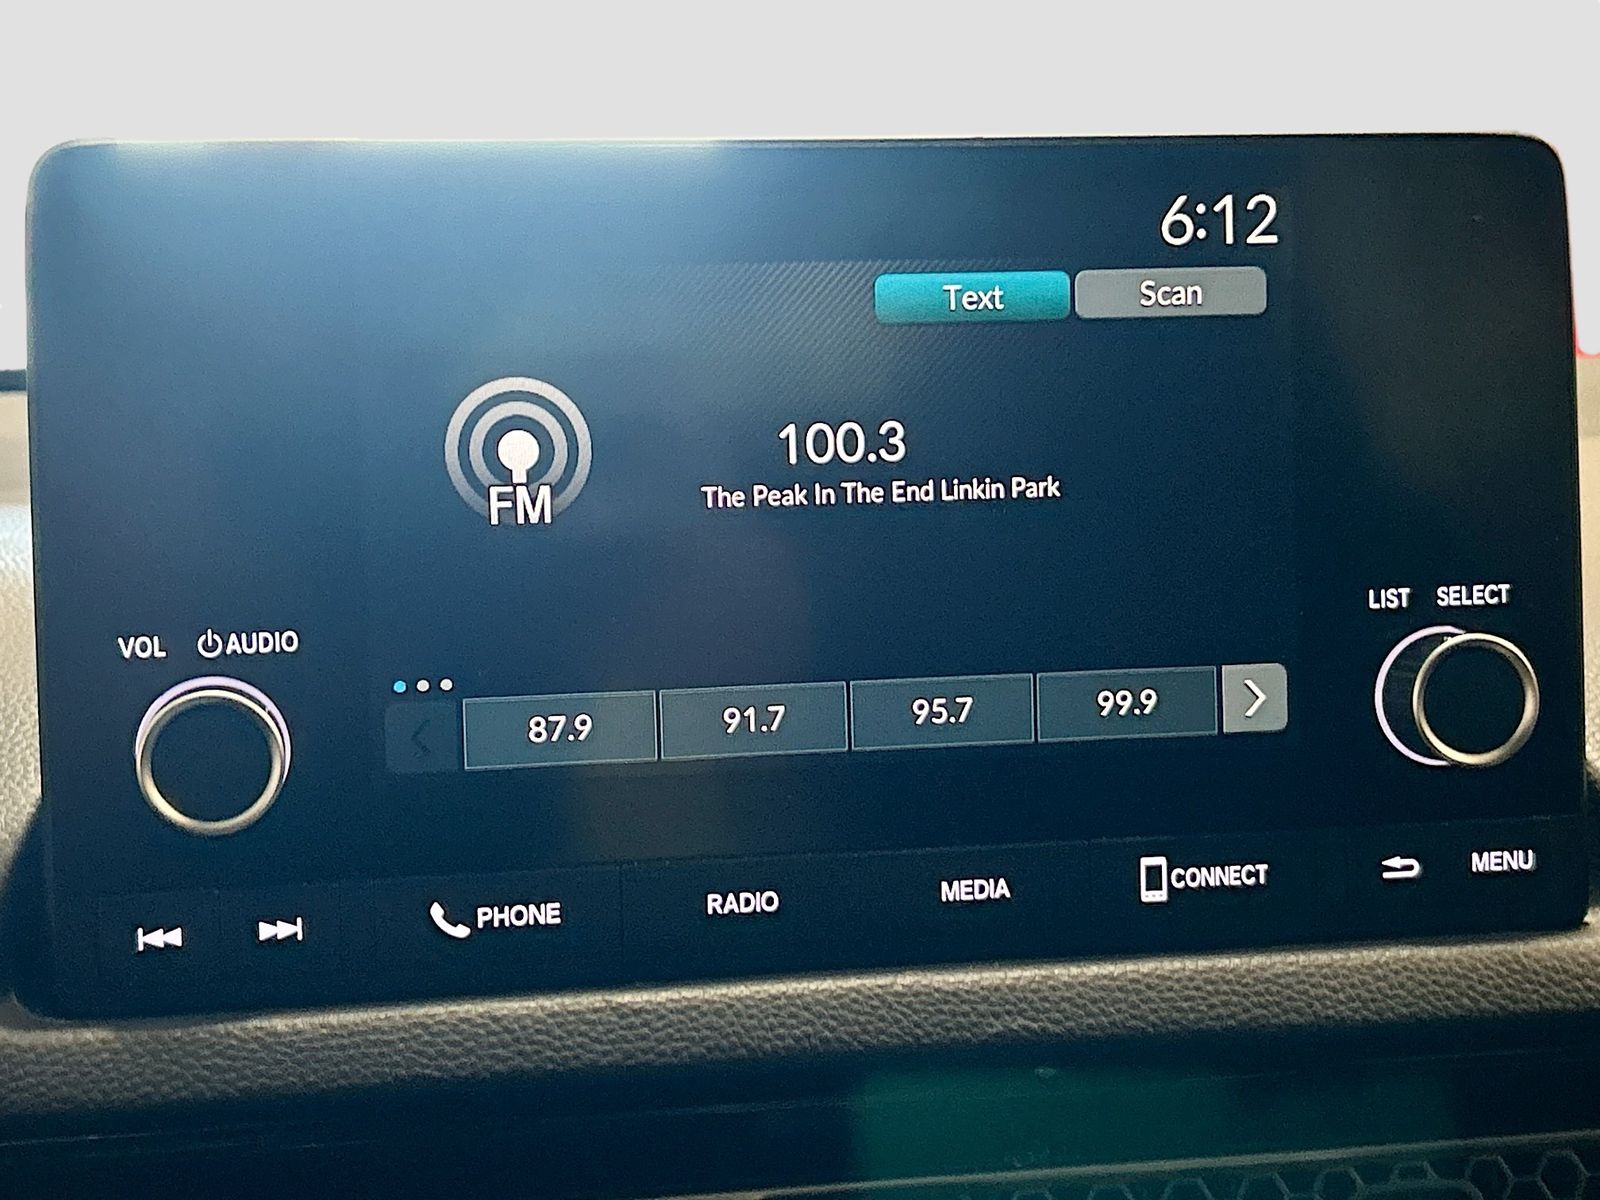 6:12
Text Scan
FM
100.3
The Peak In The End Linkin Park
VOL AUDIO
LIST SELECT
87.9 91.7 95.7 99.9
PHONE RADIO MEDIA CONNECT MENU